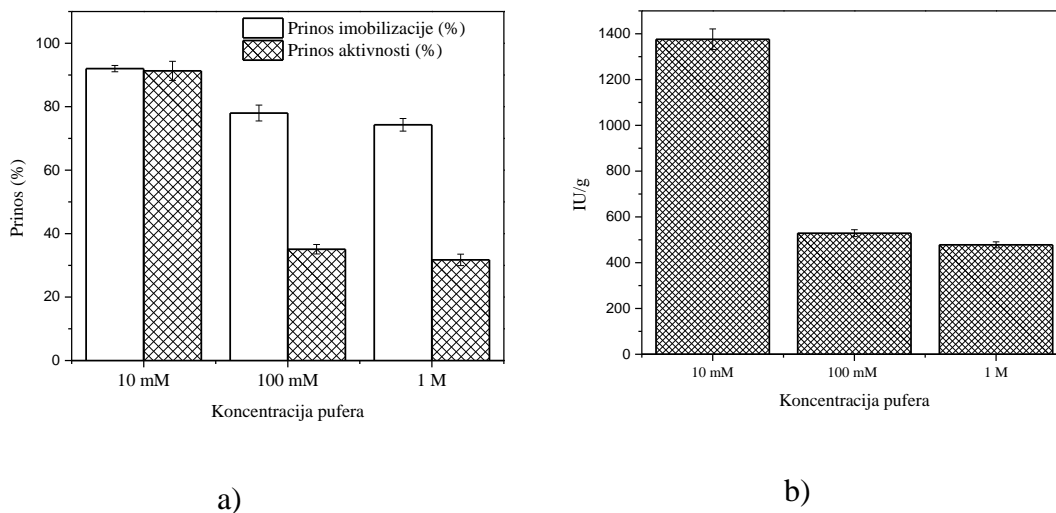 Prinos imobilizacije (%)
Prinos aktivnosti (%)
Prinos (%)
100
80
60
40
20
0
10 mM
100 mM
1 M
Koncentracija pufera
a)
IU/g
1400
1200
1000
800
600
400
200
0
10 mM
100 mM
1 M
Koncentracija pufera
b)